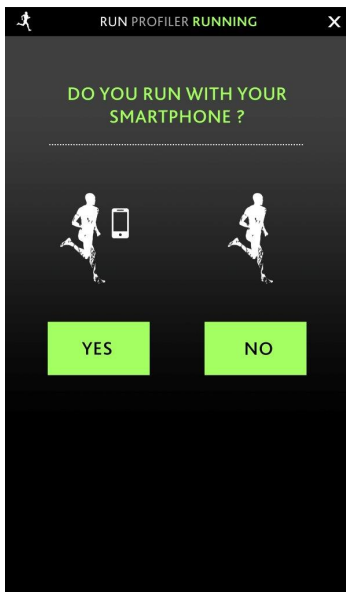 RUN PROFILER RUNNING X
DO YOU RUN WITH YOUR
SMARTPHONE ?
YES NO